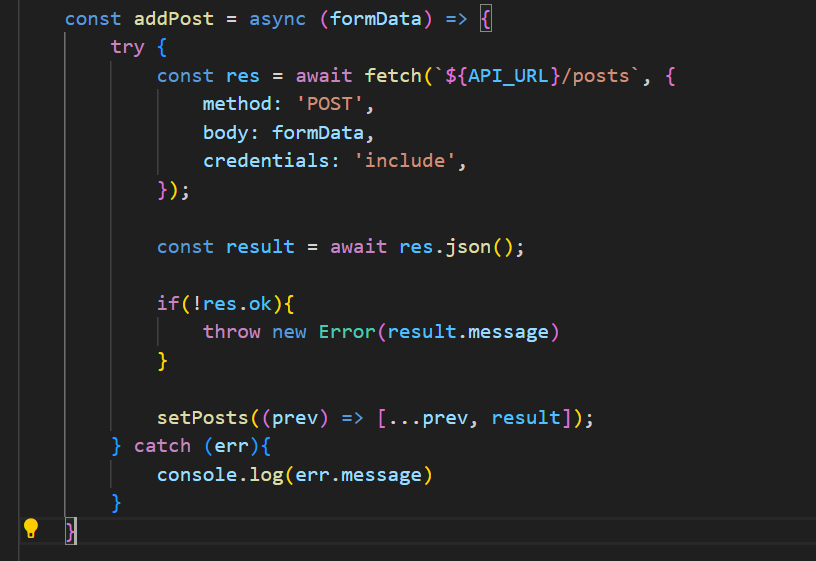 const addPost = async (formData) => {
    try {
        const res = await fetch(`${API_URL}/posts`, {
            method: 'POST',
            body: formData,
            credentials: 'include',
        });

        const result = await res.json();

        if(!res.ok){
            throw new Error(result.message)
        }

        setPosts((prev) => [...prev, result]);
    } catch (err){
        console.log(err.message)
    }
}